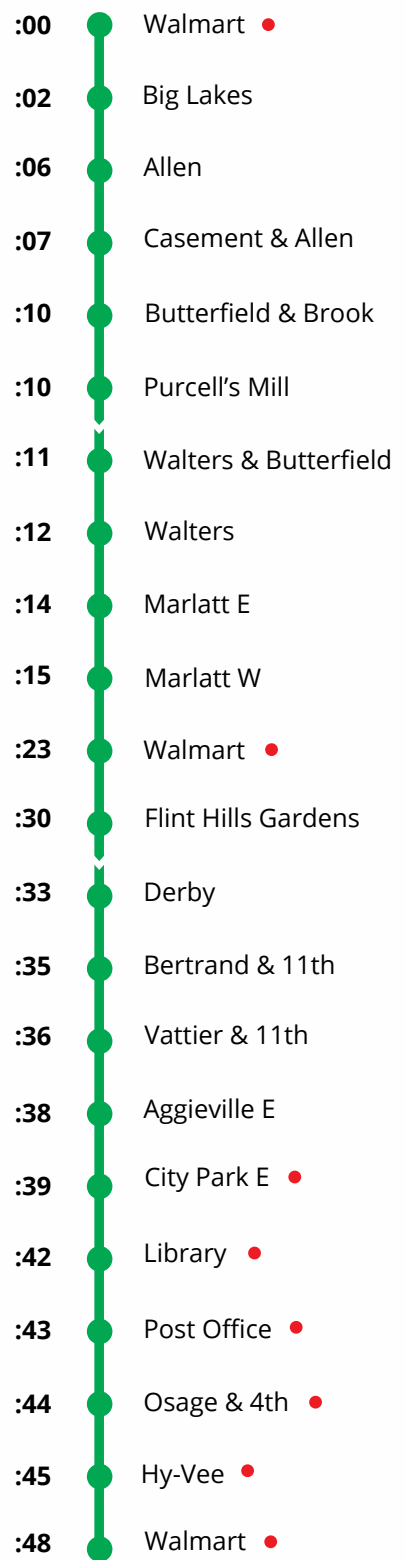 :00 Walmart
:02 Big Lakes
:06 Allen
:07 Casement & Allen
:10 Butterfield & Brook
:10 Purcell’s Mill
:11 Walters & Butterfield
:12 Walters
:14 Marlatt E
:15 Marlatt W
:23 Walmart
:30 Flint Hills Gardens
:33 Derby
:35 Bertrand & 11th
:36 Vattier & 11th
:38 Aggieville E
:39 City Park E
:42 Library
:43 Post Office
:44 Osage & 4th
:45 Hy-Vee
:48 Walmart